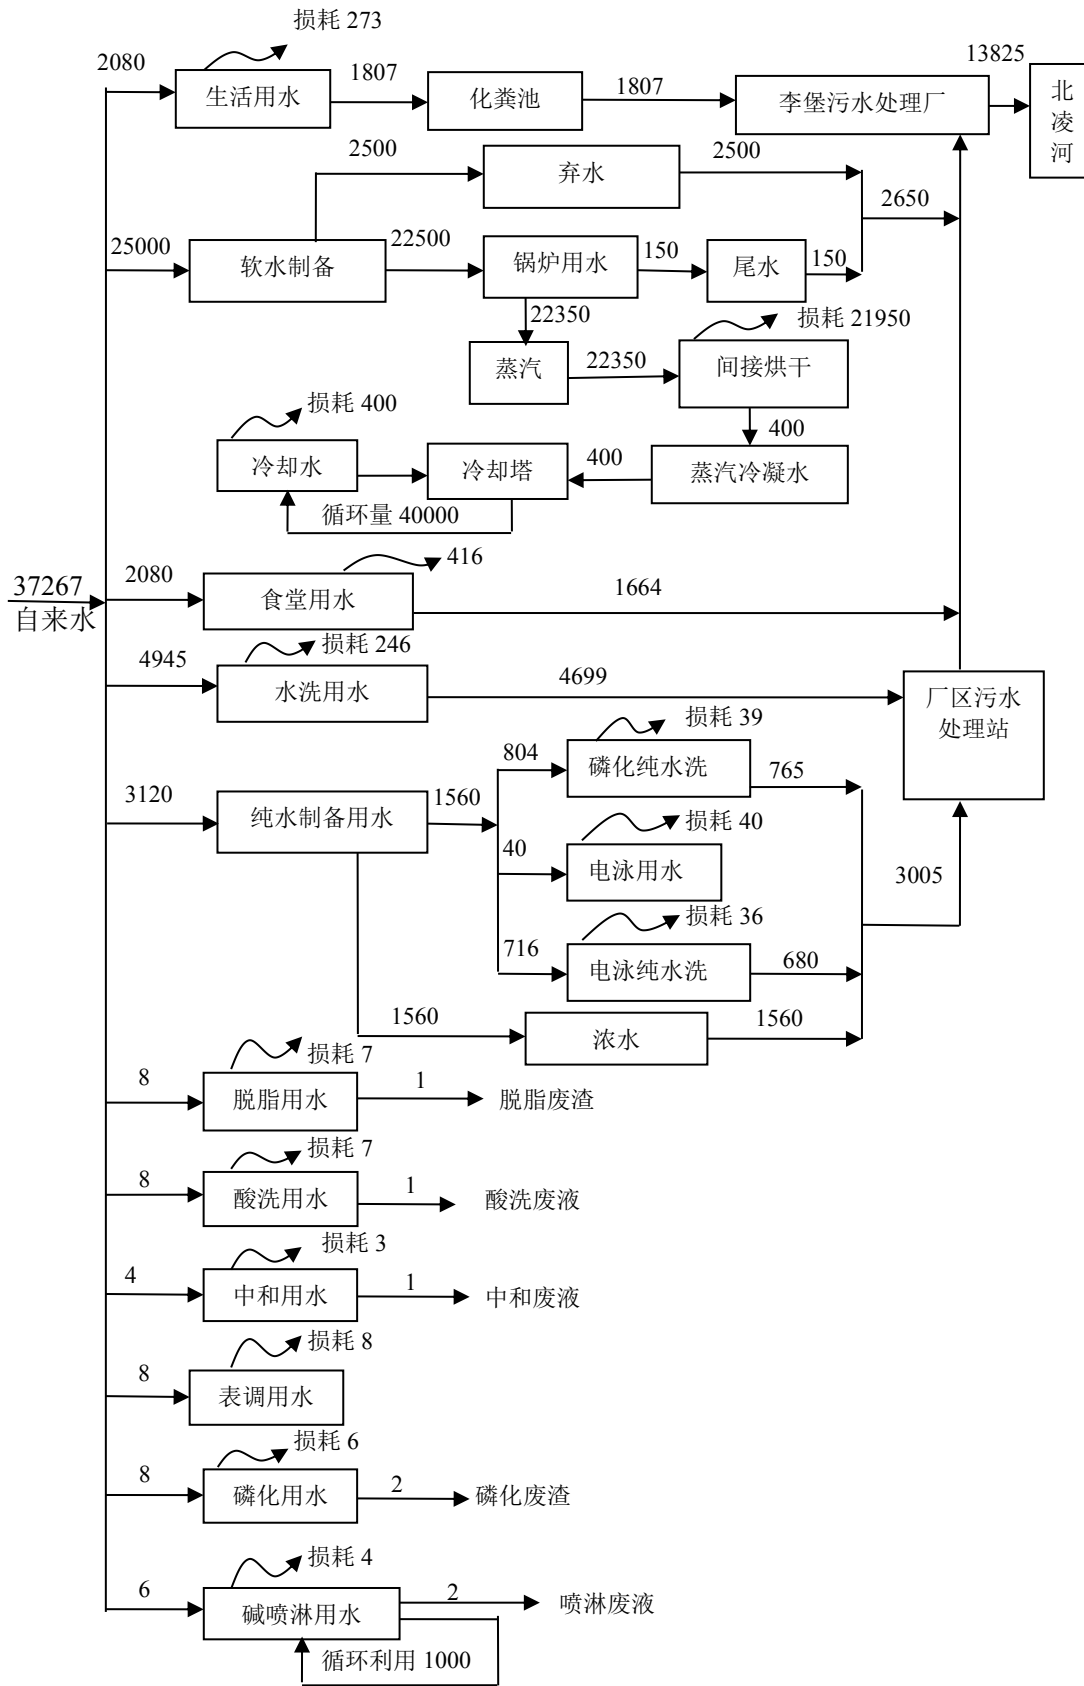 损耗 273
2080
生活用水
1807
化粪池
1807
李堡污水处理厂
13825
北凌河
2500
弃水
2500
2650
25000
软水制备
22500
锅炉用水
150
尾水
150
22350
蒸汽
22350
损耗 21950
间接烘干
400
损耗 400
冷却水
冷却塔
400
蒸汽冷凝水
循环量 40000
37267
自来水
2080
食堂用水
416
1664
4945
水洗用水
损耗 246
4699
厂区污水
处理站
3120
纯水制备用水
1560
804
损耗 39
磷化纯水洗
765
40
损耗 40
电泳用水
3005
716
损耗 36
电泳纯水洗
680
1560
浓水
1560
8
损耗 7
脱脂用水
1
脱脂废渣
8
损耗 7
酸洗用水
1
酸洗废液
4
损耗 3
中和用水
1
中和废液
8
损耗 8
表调用水
8
损耗 6
磷化用水
2
磷化废渣
6
损耗 4
碱喷淋用水
2
喷淋废液
循环利用 1000